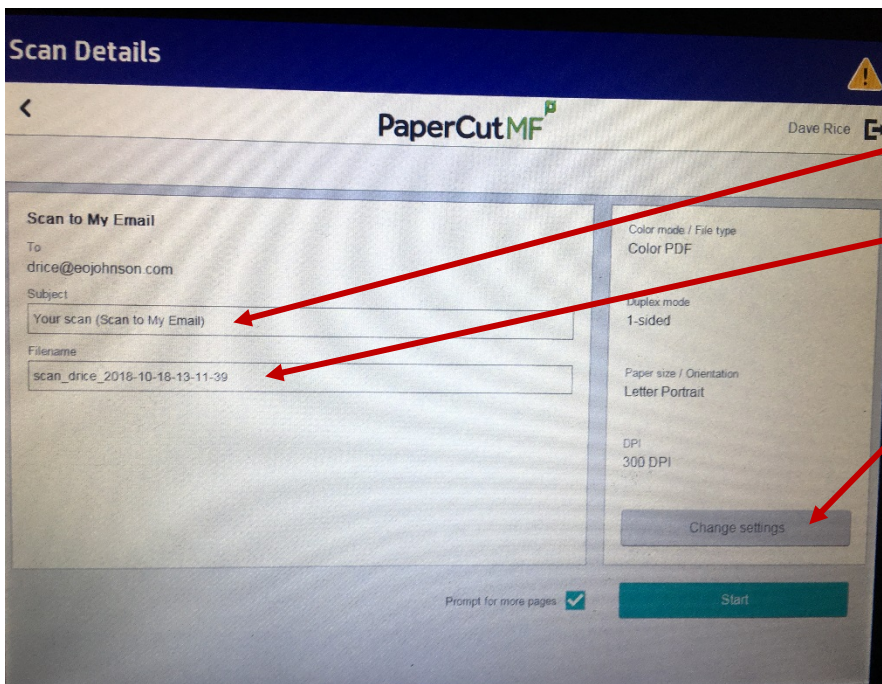 Scan Details
PaperCutMF
Dave Rice
Scan to My Email
To
drice@eojohnson.com
Subject
Your scan (Scan to My Email)
Filename
scan_drice_2018-10-18-13-11-39
Color mode / File type
Color PDF
Duplex mode
1-sided
Paper size / Orientation
Letter Portrait
DPI
300 DPI
Change settings
Prompt for more pages
Start